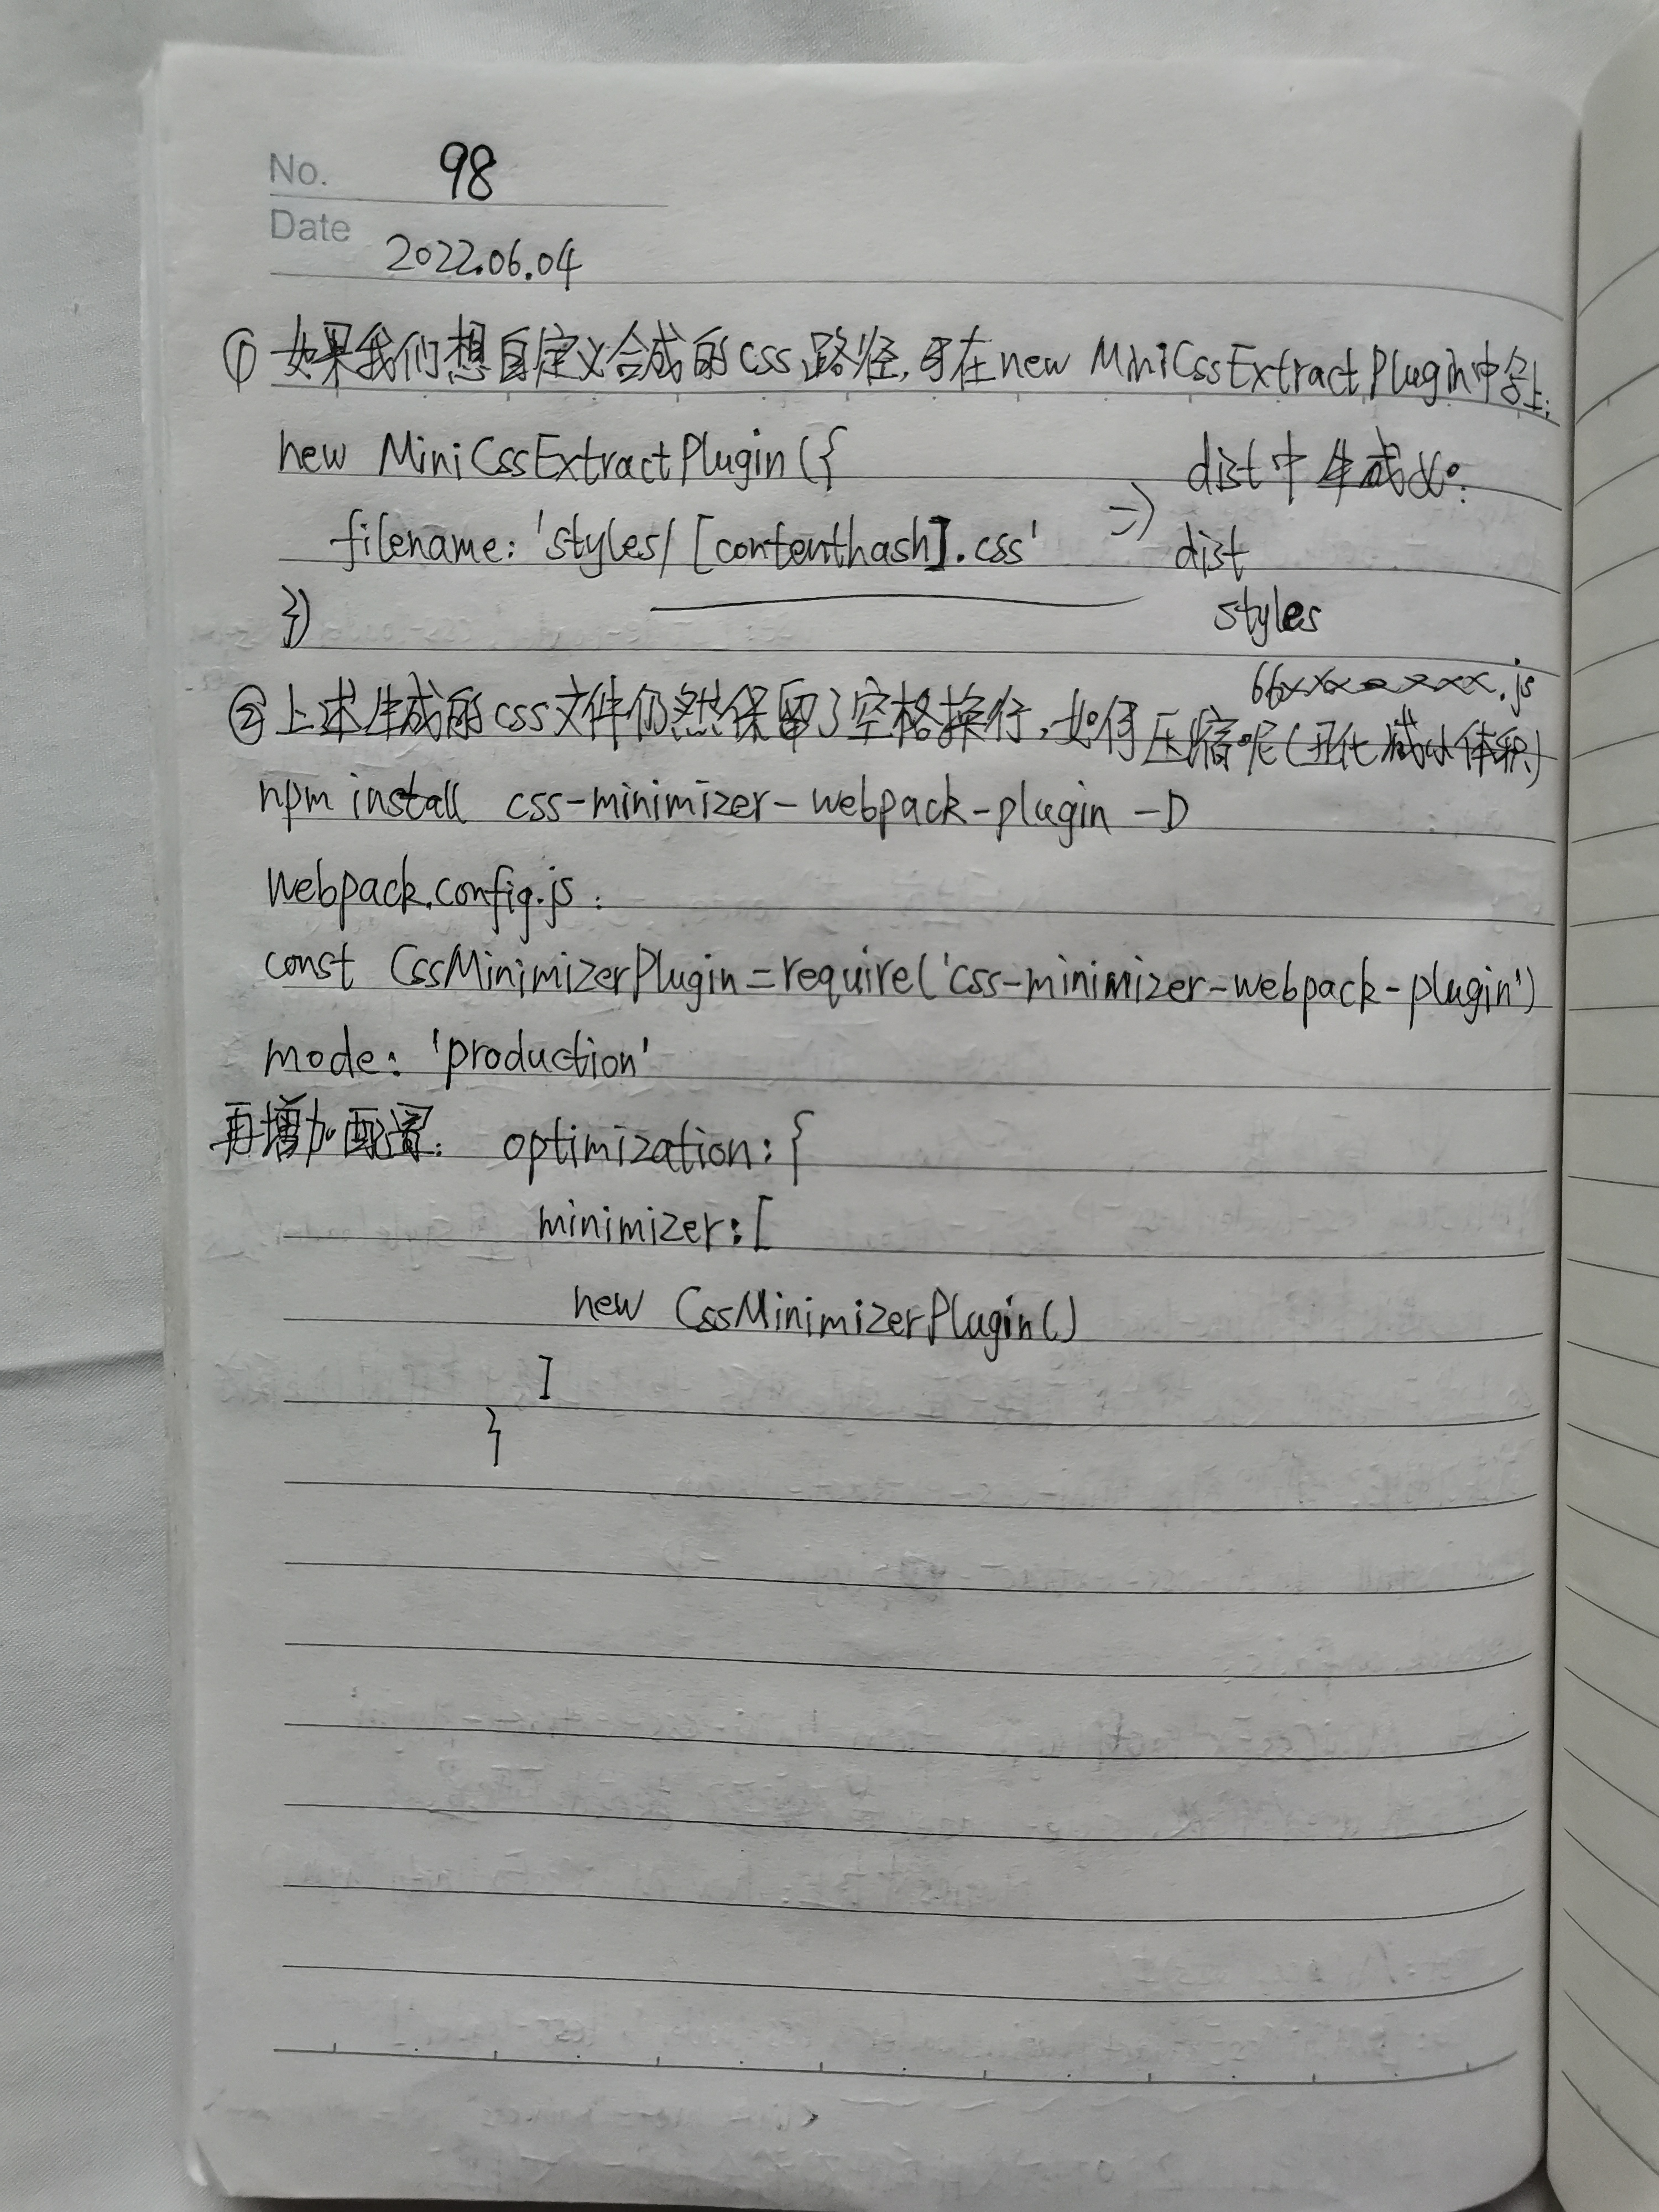 No. 98
Date 2022.06.04
① 如果我们想自定义合成的css路径,可在new MiniCssExtractPlugin中写上:
new MiniCssExtractPlugin({
filename: 'styles/[contenthash].css'
})
=> dist中生成如:
dist
styles
66xxxxxxxx.js
② 上述生成的css文件仍然保留了空格换行,如何压缩呢(丑化减小体积)
npm install css-minimizer-webpack-plugin -D
webpack.config.js:
const CssMinimizerPlugin=require('css-minimizer-webpack-plugin')
mode: 'production'
再增加配置: optimization: {
minimizer: [
new CssMinimizerPlugin()
]
}